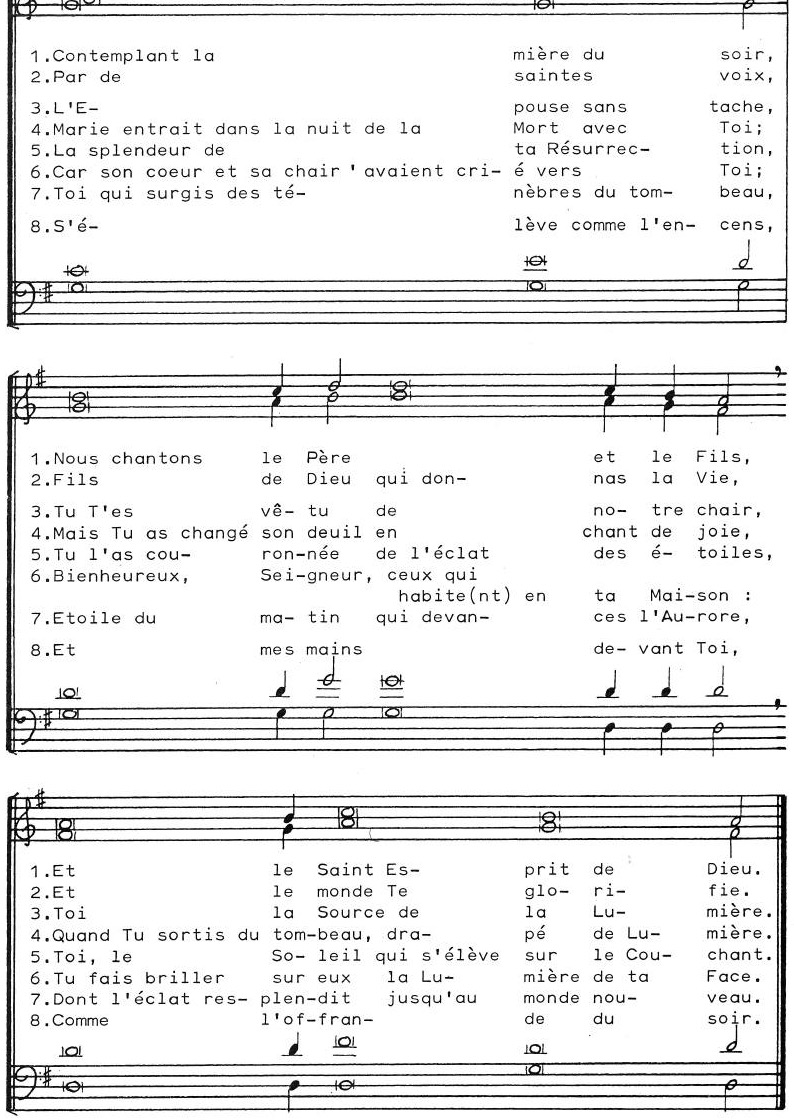 1.Contemplant la mière du soir,
2.Par de saintes voix,
3.L'E- pouse sans tache,
4.Marie entrait dans la nuit de la Mort avec Toi;
5.La splendeur de ta Résurrec- tion,
6.Car son coeur et sa chair 'avaient cri- é vers Toi;
7.Toi qui surgis des té- nèbres du tom- beau,
8.S'é- lève comme l'en- cens,
1.Nous chantons le Père et le Fils,
2.Fils de Dieu qui don- nas la Vie,
3.Tu T'es vê- tu de no- tre chair,
4.Mais Tu as changé son deuil en chant de joie,
5.Tu l'as cou- ron-née de l'éclat des é- toiles,
6.Bienheureux, Sei-gneur, ceux qui
habite(nt) en ta Mai-son :
7.Etoile du ma- tin qui devan- ces l'Au-rore,
8.Et mes mains de- vant Toi,
1.Et le Saint Es- prit de Dieu.
2.Et le monde Te glo- ri- fie.
3.Toi la Source de la Lu- mière.
4.Quand Tu sortis du tom-beau, dra- pé de Lu- mière.
5.Toi, le So- leil qui s'élève sur le Cou- chant.
6.Tu fais briller sur eux la Lu- mière de ta Face.
7.Dont l'éclat res- plen-dit jusqu'au monde nou- veau.
8.Comme l'of-fran- de du soir.